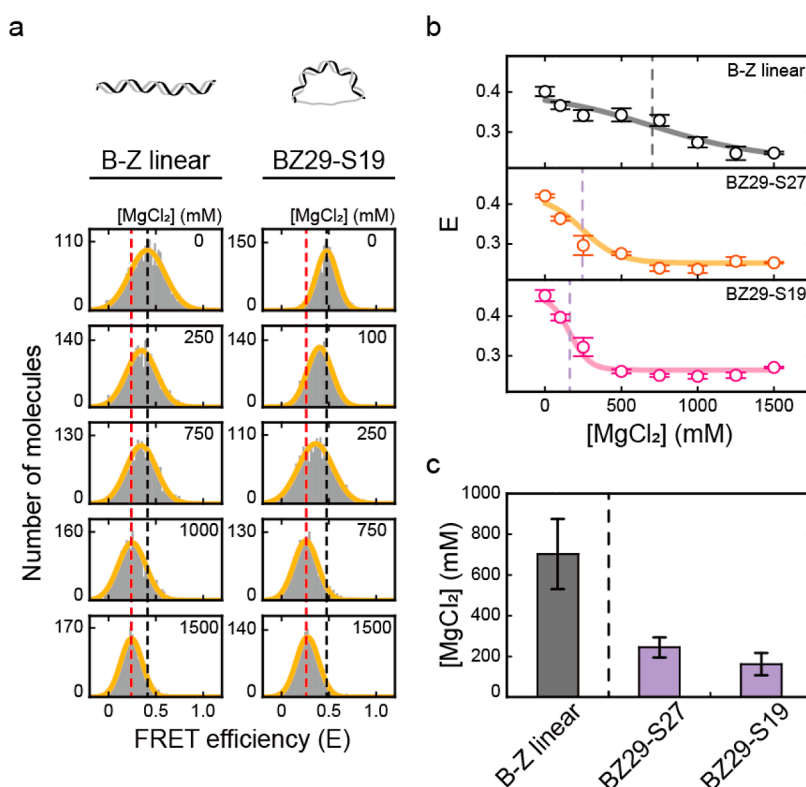 a
B-Z linear
BZ29-S19
[MgCl₂] (mM)
[MgCl₂] (mM)
110
0
0
150
0
0
140
250
0
140
100
0
130
750
0
110
250
0
160
1000
0
130
750
0
170
1500
0
140
1500
0
0 0.5 1.0
0 0.5 1.0
Number of molecules
FRET efficiency (E)
b
B-Z linear
0.4
0.3
BZ29-S27
0.4
0.3
BZ29-S19
0.4
0.3
E
0 500 1000 1500
[MgCl₂] (mM)
c
1000
800
600
400
200
0
[MgCl₂] (mM)
B-Z linear
BZ29-S27
BZ29-S19